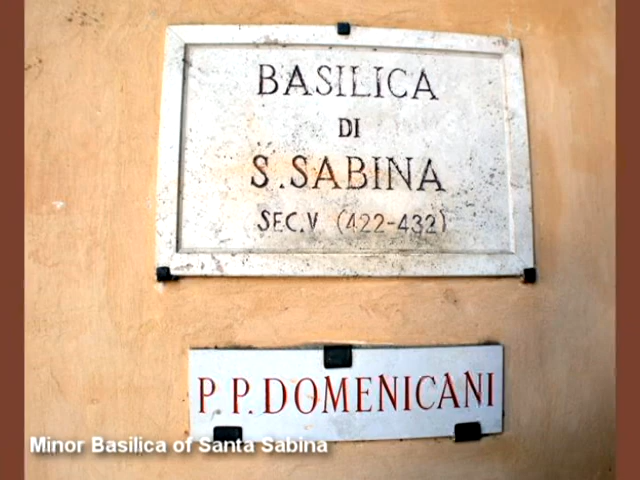 BASILICA
DI
S. SABINA
SEC. V (422-432)
P P. DOMENICANI
Minor Basilica of Santa Sabina